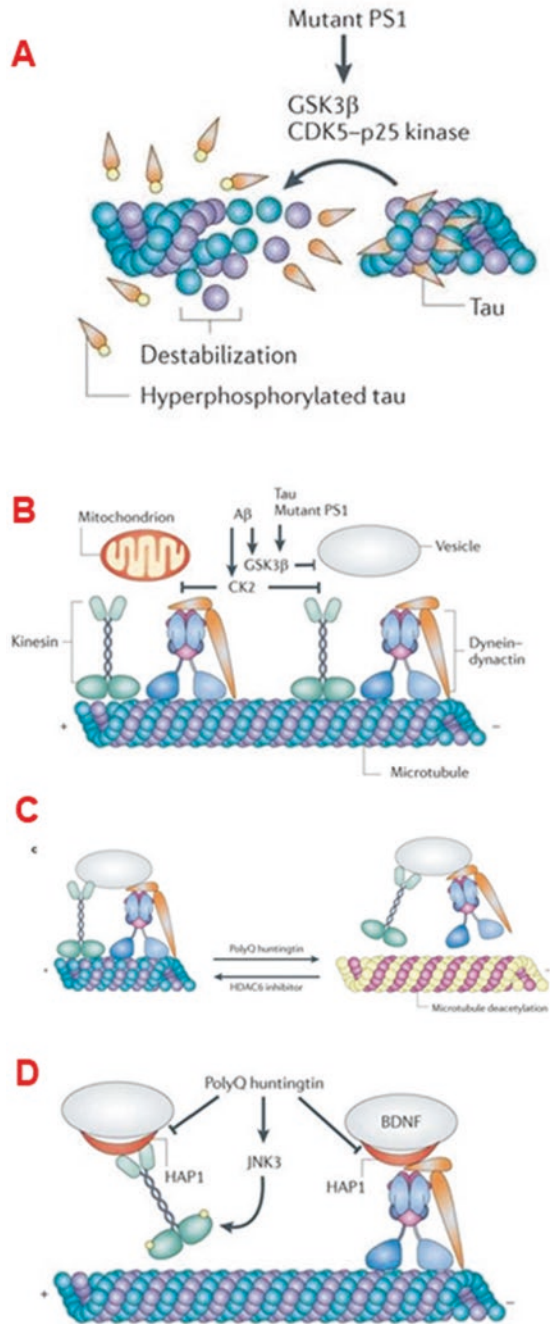 A
Mutant PS1
GSK3β
CDK5–p25 kinase
Tau
Destabilization
Hyperphosphorylated tau
B
Mitochondrion
Aβ
Tau
Mutant PS1
Vesicle
GSK3β
CK2
Kinesin
Dynein–
dynactin
+
–
Microtubule
C
c
PolyQ huntingtin
HDAC6 inhibitor
+
–
Microtubule deacetylation
D
PolyQ huntingtin
BDNF
HAP1
JNK3
HAP1
+
–